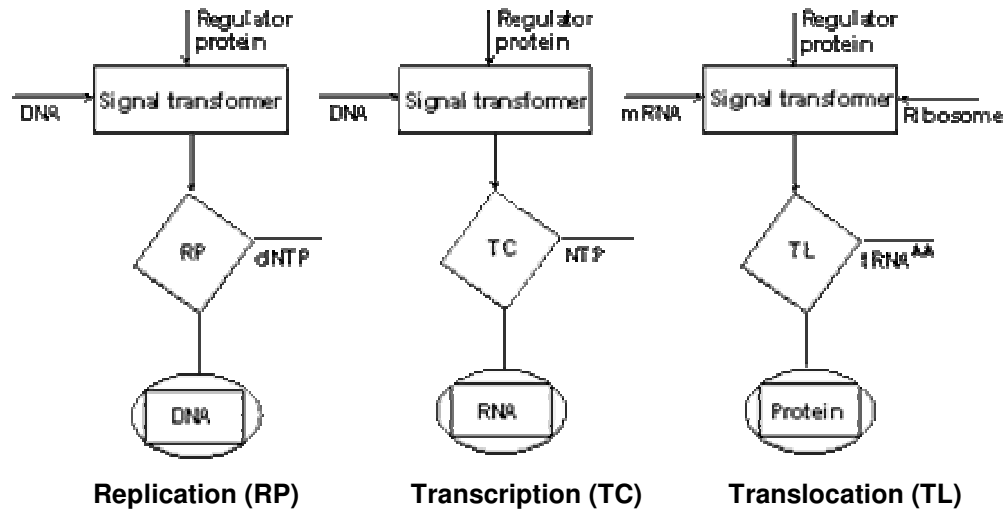 Regulator
protein
Signal transformer
DNA
RP
dNTP
DNA
Replication (RP)
Regulator
protein
Signal transformer
DNA
TC
NTP
RNA
Transcription (TC)
Regulator
protein
Signal transformer
mRNA
Ribosome
TL
tRNA^AA
Protein
Translocation (TL)